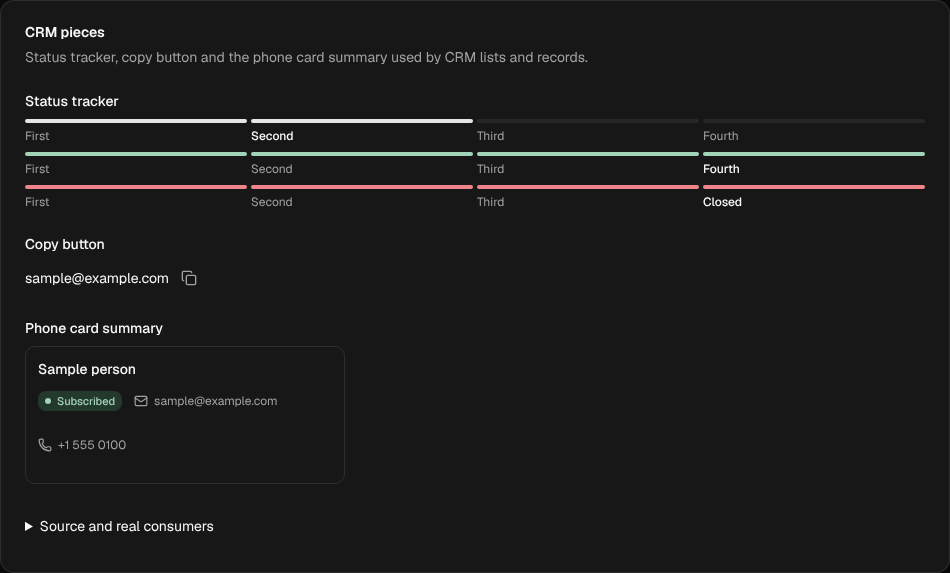 CRM pieces
Status tracker, copy button and the phone card summary used by CRM lists and records.
Status tracker
First Second Third Fourth
First Second Third Fourth
First Second Third Closed
Copy button
sample@example.com
Phone card summary
Sample person
Subscribed sample@example.com
+1 555 0100
Source and real consumers